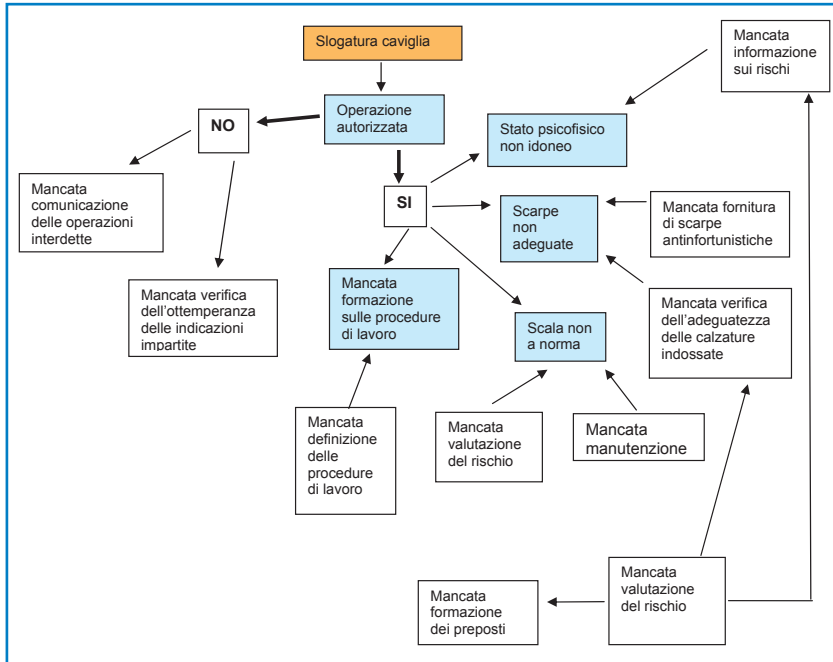 Slogatura caviglia
Mancata
informazione
sui rischi
Operazione
autorizzata
NO
Stato psicofisico
non idoneo
Mancata
comunicazione
delle operazioni
interdette
SI
Scarpe
non
adeguate
Mancata fornitura
di scarpe
antinfortunistiche
Mancata verifica
dell'ottemperanza
delle indicazioni
impartite
Mancata
formazione
sulle procedure
di lavoro
Scala non
a norma
Mancata verifica
dell'adeguatezza
delle calzature
indossate
Mancata
definizione
delle
procedure
di lavoro
Mancata
valutazione
del rischio
Mancata
manutenzione
Mancata
formazione
dei preposti
Mancata
valutazione
del rischio